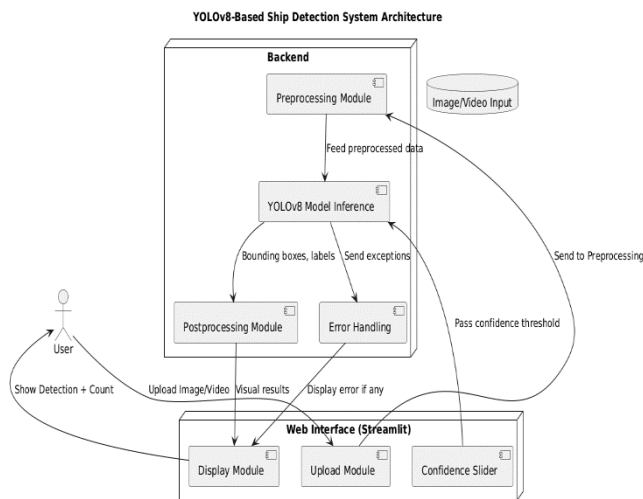 YOLOv8-Based Ship Detection System Architecture
Backend
Preprocessing Module
Image/Video Input
Feed preprocessed data
YOLOv8 Model Inference
Bounding boxes, labels
Send exceptions
Send to Preprocessing
Postprocessing Module
Error Handling
Pass confidence threshold
User
Show Detection + Count
Upload Image/Video
Visual results
Display error if any
Web Interface (Streamlit)
Display Module
Upload Module
Confidence Slider